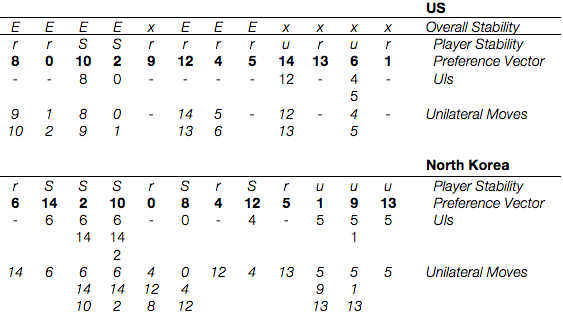 US
E E E E x E E E x x x x Overall Stability
r r S S r r r r u r u r Player Stability
8 0 10 2 9 12 4 5 14 13 6 1 Preference Vector
- - 8 0 - - - - 12 - 4 - UIs
5
9 1 8 0 - 14 5 - 12 - 4 - Unilateral Moves
10 2 9 1 13 6 13 5
North Korea
r S S S r S r S r u u u Player Stability
6 14 2 10 0 8 4 12 5 1 9 13 Preference Vector
- 6 6 6 - 0 - 4 - 5 5 5 UIs
14 14 1
2
14 6 6 6 4 0 12 4 13 5 5 5 Unilateral Moves
14 14 12 4 9 1
10 2 8 12 13 13